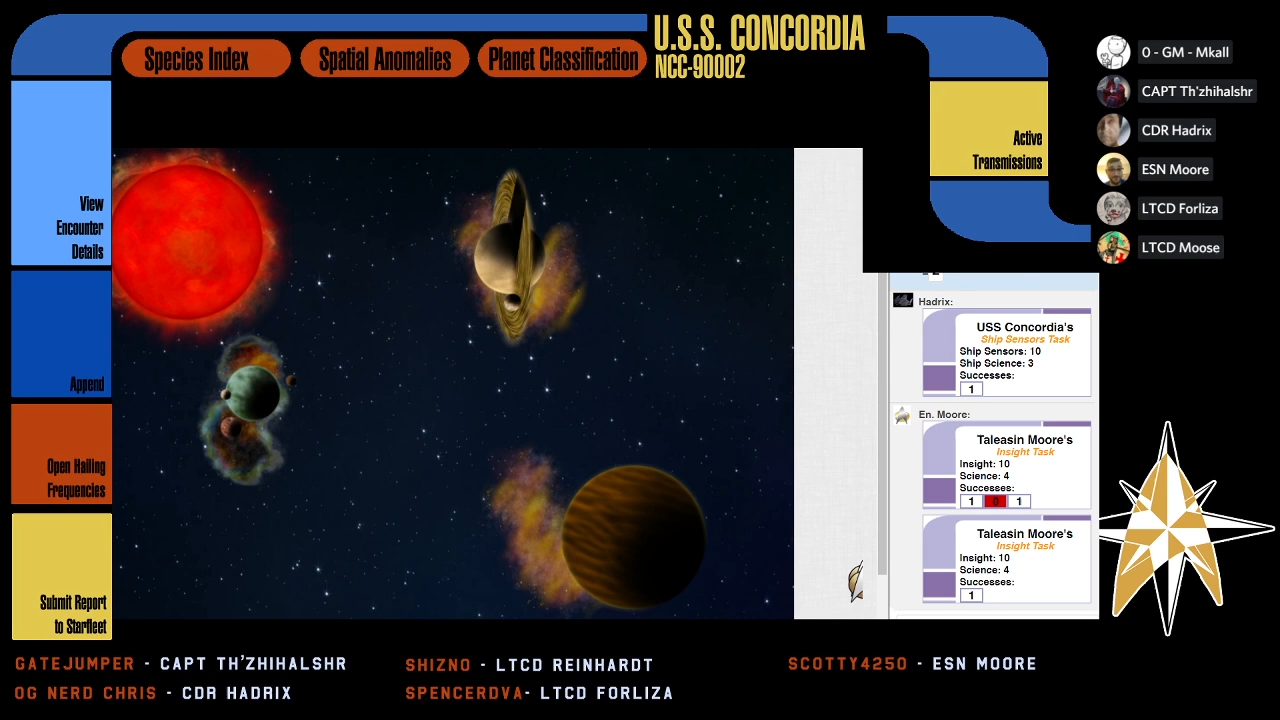 U.S.S. CONCORDIA
NCC-90002
Species Index
Spatial Anomalies
Planet Classification
View
Encounter
Details
Append
Open Hailing
Frequencies
Submit Report
to Starfleet
Active
Transmissions
0 - GM - Mkall
CAPT Th'zhihalshr
CDR Hadrix
ESN Moore
LTCD Forliza
LTCD Moose
Hadrix:
USS Concordia's
Ship Sensors Task
Ship Sensors: 10
Ship Science: 3
Successes:
1
En. Moore:
Taleasin Moore's
Insight Task
Insight: 10
Science: 4
Successes:
1 0 1
Taleasin Moore's
Insight Task
Insight: 10
Science: 4
Successes:
1
GATEJUMPER - CAPT TH'ZHIHALSHR
OG NERD CHRIS - CDR HADRIX
SHIZNO - LTCD REINHARDT
SPENCERDVA- LTCD FORLIZA
SCOTTY4250 - ESN MOORE